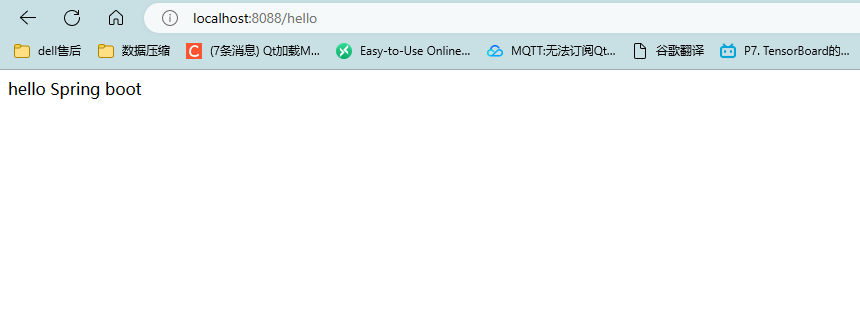 localhost:8088/hello
dell售后 数据压缩 (7条消息) Qt加载M... Easy-to-Use Online... MQTT:无法订阅Qt... 谷歌翻译 P7. TensorBoard的...
hello Spring boot